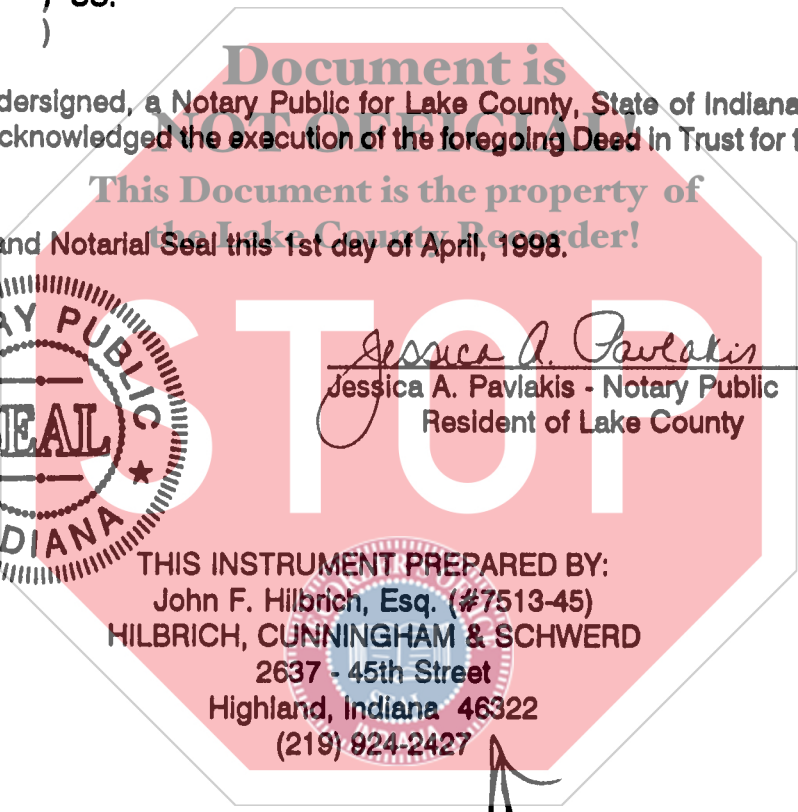 ) SS:
)
Document is
dersigned, a Notary Public for Lake County, State of Indiana
NOT OFFICIAL!
cknowledged the execution of the foregoing Deed in Trust for t
This Document is the property of
the Lake County Recorder!
and Notarial Seal this 1st day of April, 1998.
STOP
RY PUBLIC
SEAL
DIANA
Jessica A. Pavlakis
Jessica A. Pavlakis - Notary Public
Resident of Lake County
THIS INSTRUMENT PREPARED BY:
John F. Hilbrich, Esq. (#7513-45)
HILBRICH, CUNNINGHAM & SCHWERD
2637 - 45th Street
Highland, Indiana 46322
(219) 924-2427
SEAL
INDIANA